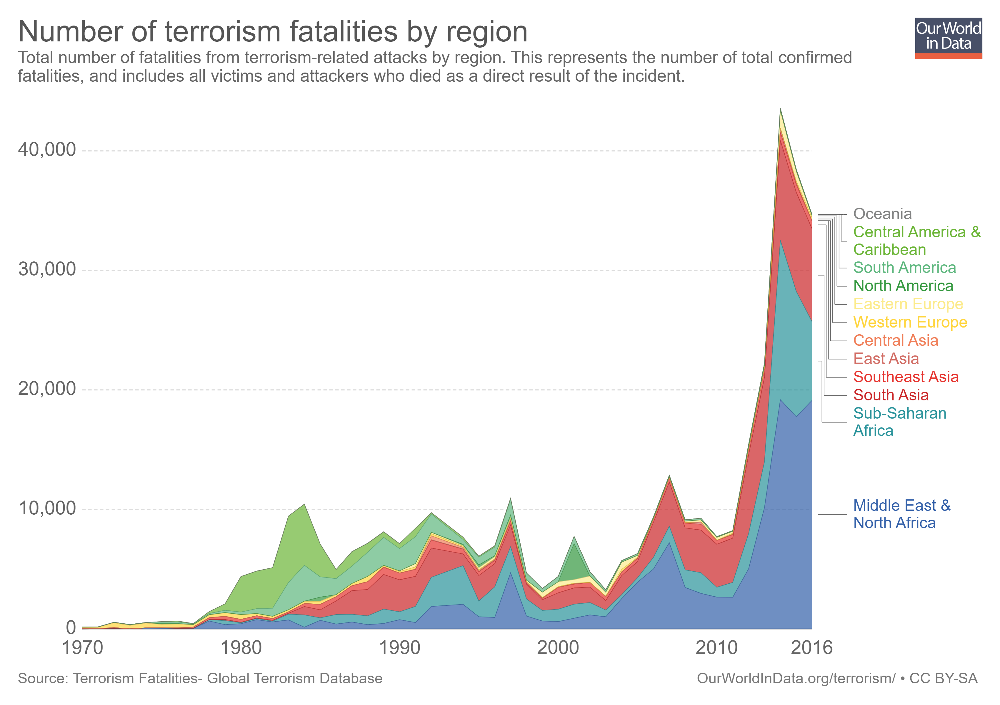 Number of terrorism fatalities by region
Our World
in Data
Total number of fatalities from terrorism-related attacks by region. This represents the number of total confirmed
fatalities, and includes all victims and attackers who died as a direct result of the incident.
40,000
30,000
20,000
10,000
0
1970
1980
1990
2000
2010
2016
Oceania
Central America &
Caribbean
South America
North America
Eastern Europe
Western Europe
Central Asia
East Asia
Southeast Asia
South Asia
Sub-Saharan
Africa
Middle East &
North Africa
Source: Terrorism Fatalities- Global Terrorism Database
OurWorldInData.org/terrorism/ • CC BY-SA